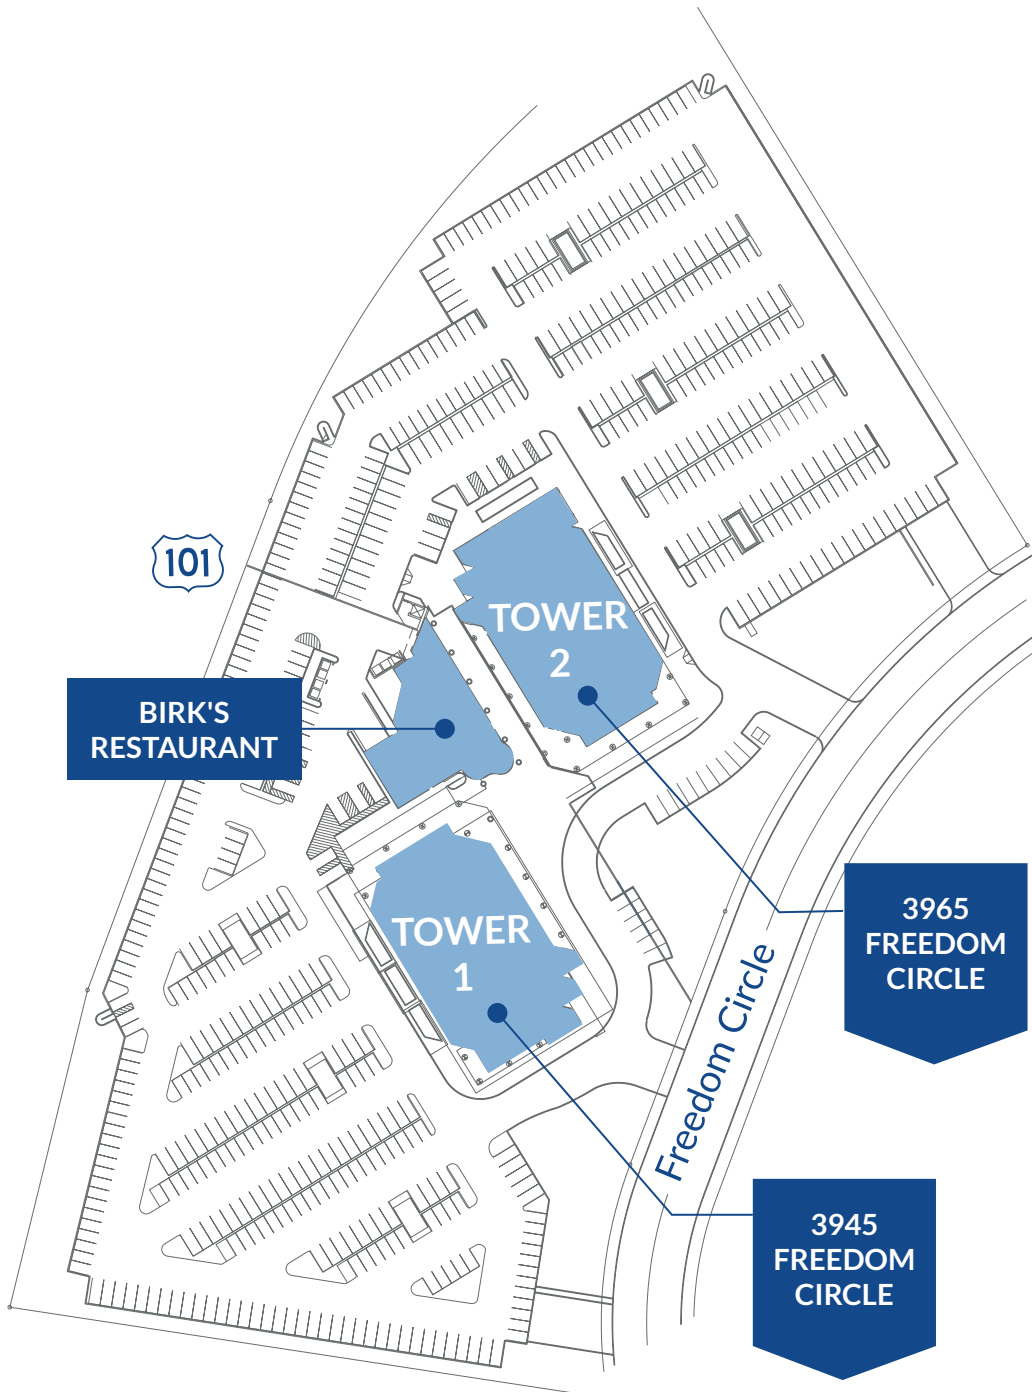 101
TOWER
2
BIRK'S
RESTAURANT
TOWER
1
3965
FREEDOM
CIRCLE
Freedom Circle
3945
FREEDOM
CIRCLE